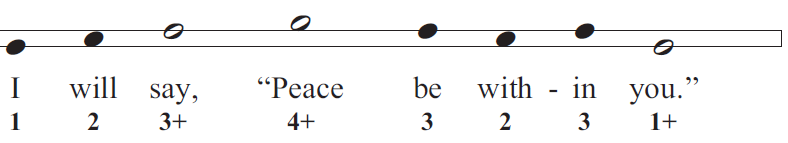 I will say, “Peace be with - in you.”
1 2 3+ 4+ 3 2 3 1+